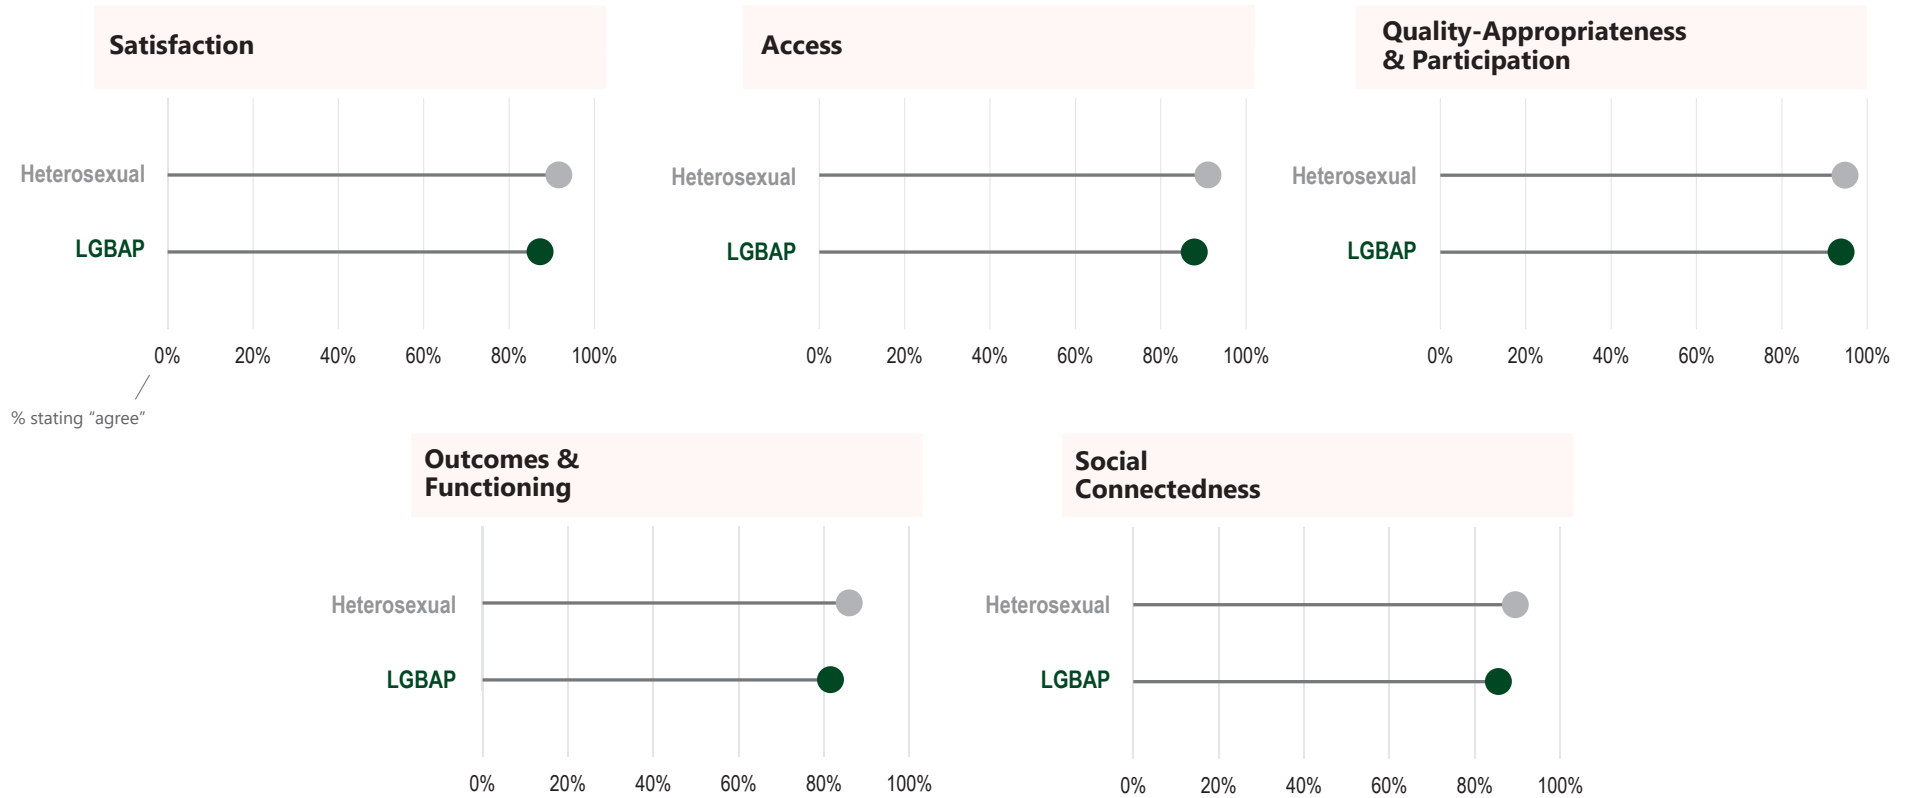 Satisfaction
Heterosexual
LGBAP
0% 20% 40% 60% 80% 100%
% stating “agree”
Access
Heterosexual
LGBAP
0% 20% 40% 60% 80% 100%
Quality-Appropriateness
& Participation
Heterosexual
LGBAP
0% 20% 40% 60% 80% 100%
Outcomes &
Functioning
Heterosexual
LGBAP
0% 20% 40% 60% 80% 100%
Social
Connectedness
Heterosexual
LGBAP
0% 20% 40% 60% 80% 100%